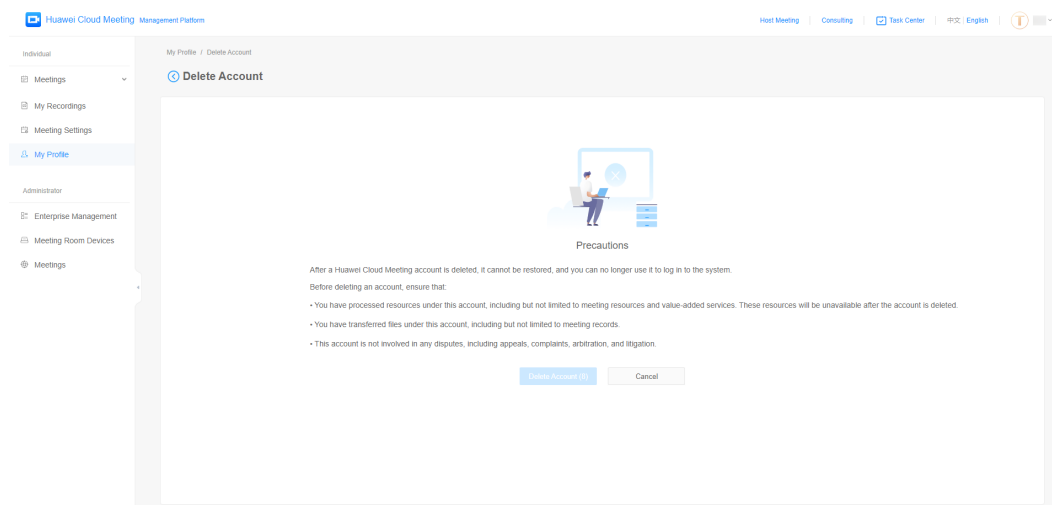 Huawei Cloud Meeting Management Platform
Host Meeting
Consulting
Task Center
中文 | English
Individual
Meetings
My Recordings
Meeting Settings
My Profile
Administrator
Enterprise Management
Meeting Room Devices
Meetings
My Profile / Delete Account
Delete Account
Precautions
After a Huawei Cloud Meeting account is deleted, it cannot be restored, and you can no longer use it to log in to the system.
Before deleting an account, ensure that:
• You have processed resources under this account, including but not limited to meeting resources and value-added services. These resources will be unavailable after the account is deleted.
• You have transferred files under this account, including but not limited to meeting records.
• This account is not involved in any disputes, including appeals, complaints, arbitration, and litigation.
Delete Account
Cancel